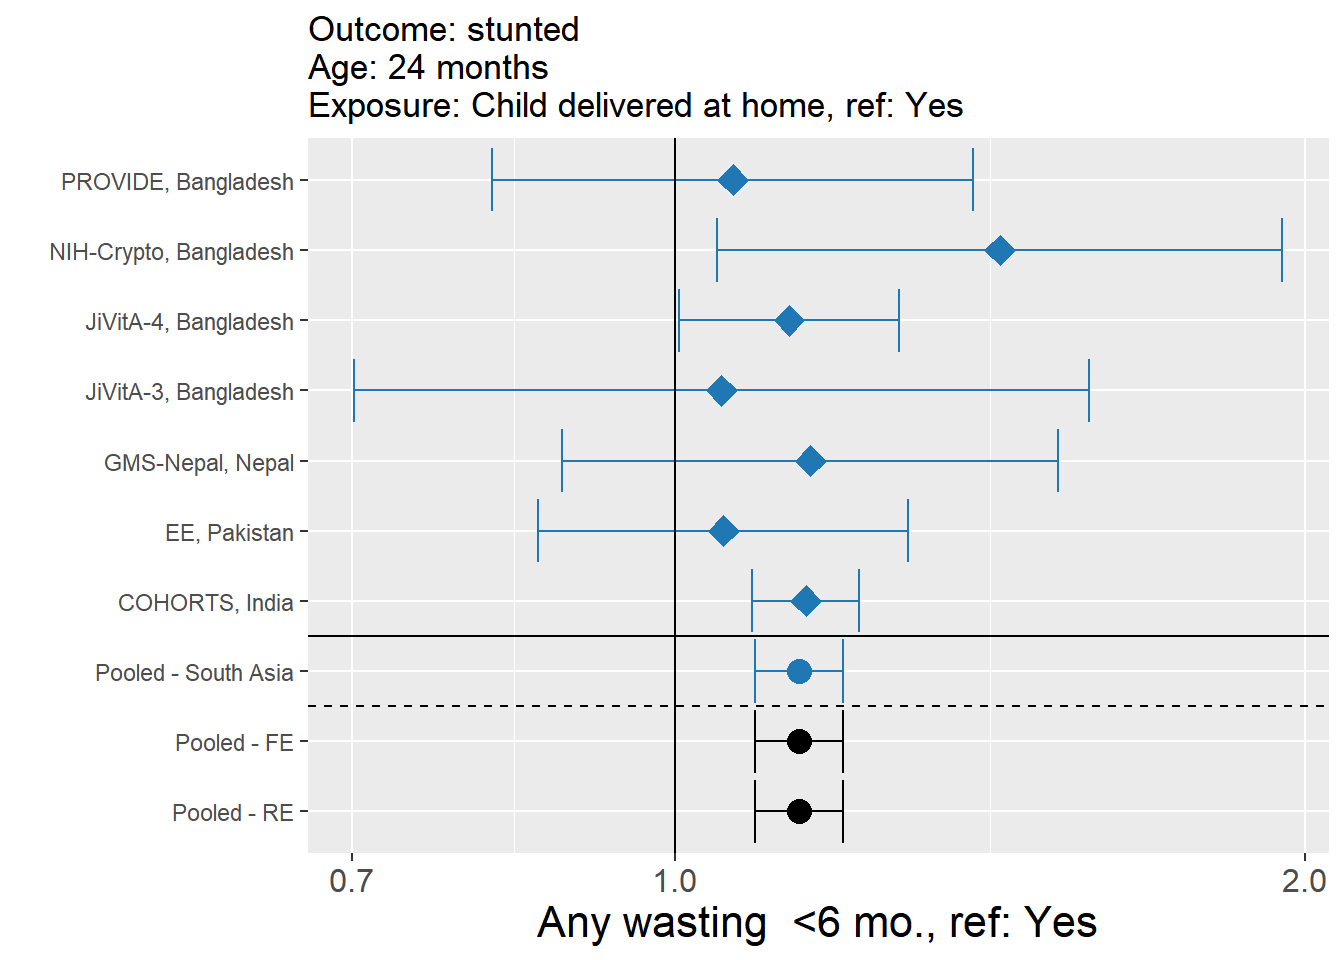 Outcome: stunted
Age: 24 months
Exposure: Child delivered at home, ref: Yes
PROVIDE, Bangladesh
NIH-Crypto, Bangladesh
JiVitA-4, Bangladesh
JiVitA-3, Bangladesh
GMS-Nepal, Nepal
EE, Pakistan
COHORTS, India
Pooled - South Asia
Pooled - FE
Pooled - RE
0.7 1.0 2.0
Any wasting  <6 mo., ref: Yes